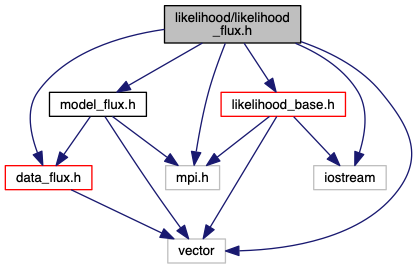 likelihood/likelihood
_flux.h
model_flux.h
likelihood_base.h
data_flux.h
mpi.h
iostream
vector